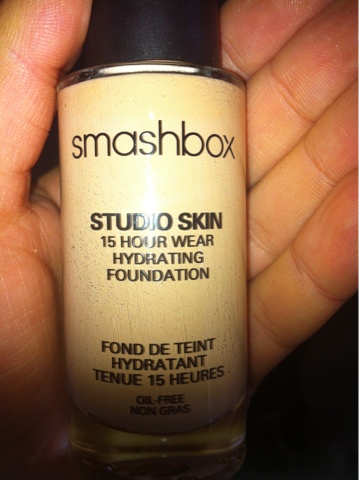 smashbox
STUDIO SKIN
15 HOUR WEAR
HYDRATING
FOUNDATION
FOND DE TEINT
HYDRATANT
TENUE 15 HEURES
OIL-FREE
NON GRAS